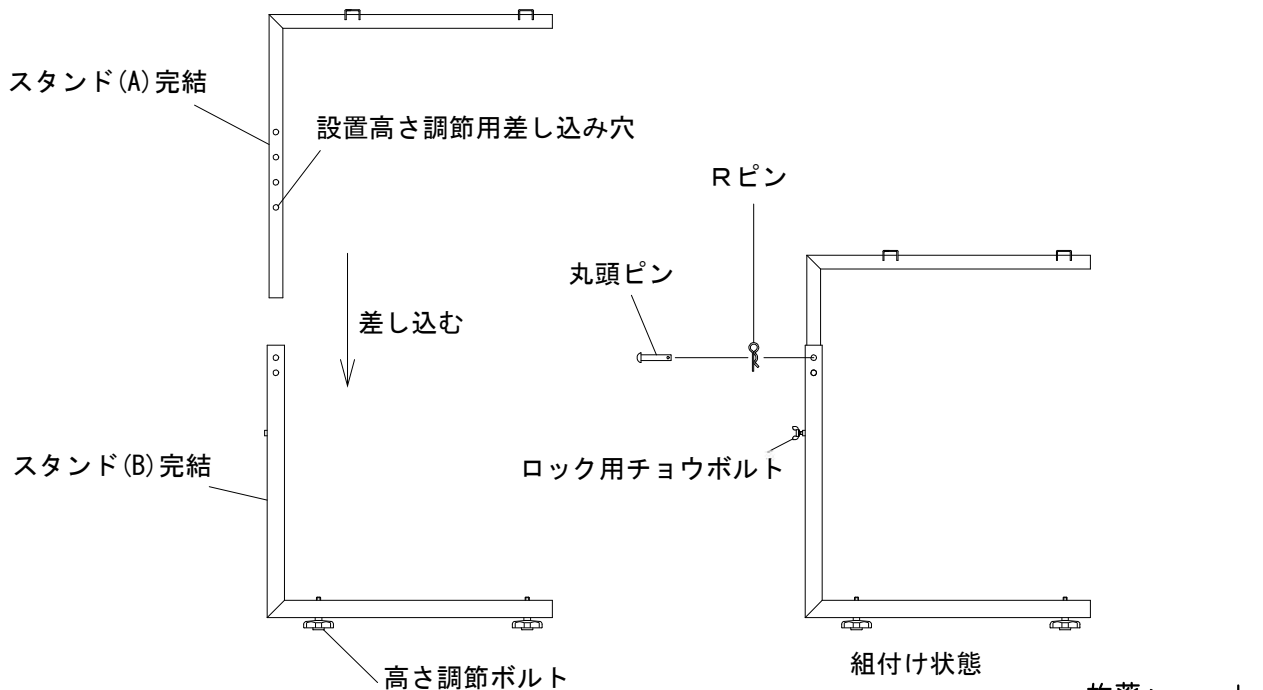 スタンド(A)完結
設置高さ調節用差し込み穴
Rピン
丸頭ピン
差し込む
スタンド(B)完結
ロック用チョウボルト
組付け状態
高さ調節ボルト